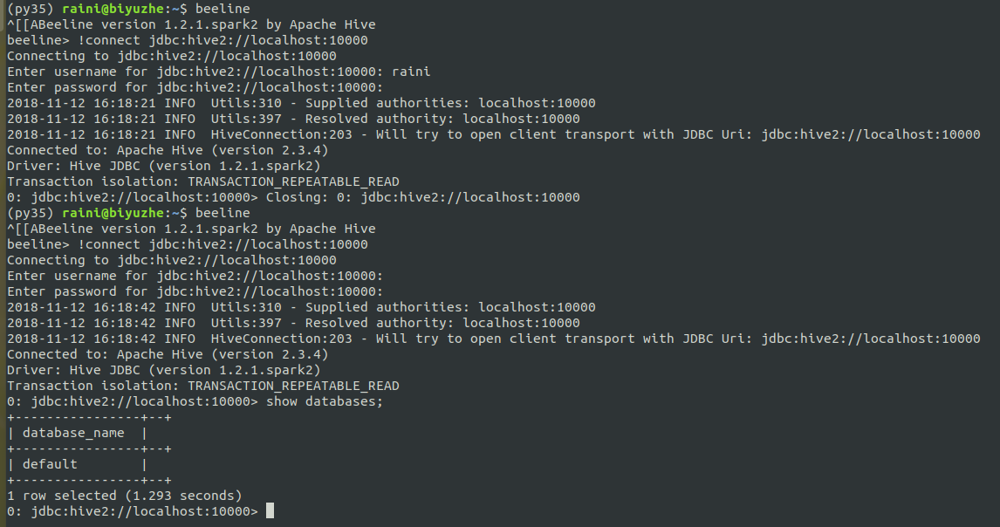 (py35) raini@biyuzhe:~$ beeline
^[[ABeeline version 1.2.1.spark2 by Apache Hive
beeline> !connect jdbc:hive2://localhost:10000
Connecting to jdbc:hive2://localhost:10000
Enter username for jdbc:hive2://localhost:10000: raini
Enter password for jdbc:hive2://localhost:10000:
2018-11-12 16:18:21 INFO  Utils:310 - Supplied authorities: localhost:10000
2018-11-12 16:18:21 INFO  Utils:397 - Resolved authority: localhost:10000
2018-11-12 16:18:21 INFO  HiveConnection:203 - Will try to open client transport with JDBC Uri: jdbc:hive2://localhost:10000
Connected to: Apache Hive (version 2.3.4)
Driver: Hive JDBC (version 1.2.1.spark2)
Transaction isolation: TRANSACTION_REPEATABLE_READ
0: jdbc:hive2://localhost:10000> Closing: 0: jdbc:hive2://localhost:10000
(py35) raini@biyuzhe:~$ beeline
^[[ABeeline version 1.2.1.spark2 by Apache Hive
beeline> !connect jdbc:hive2://localhost:10000
Connecting to jdbc:hive2://localhost:10000
Enter username for jdbc:hive2://localhost:10000:
Enter password for jdbc:hive2://localhost:10000:
2018-11-12 16:18:42 INFO  Utils:310 - Supplied authorities: localhost:10000
2018-11-12 16:18:42 INFO  Utils:397 - Resolved authority: localhost:10000
2018-11-12 16:18:42 INFO  HiveConnection:203 - Will try to open client transport with JDBC Uri: jdbc:hive2://localhost:10000
Connected to: Apache Hive (version 2.3.4)
Driver: Hive JDBC (version 1.2.1.spark2)
Transaction isolation: TRANSACTION_REPEATABLE_READ
0: jdbc:hive2://localhost:10000> show databases;
+----------------+--+
| database_name  |
+----------------+--+
| default        |
+----------------+--+
1 row selected (1.293 seconds)
0: jdbc:hive2://localhost:10000>